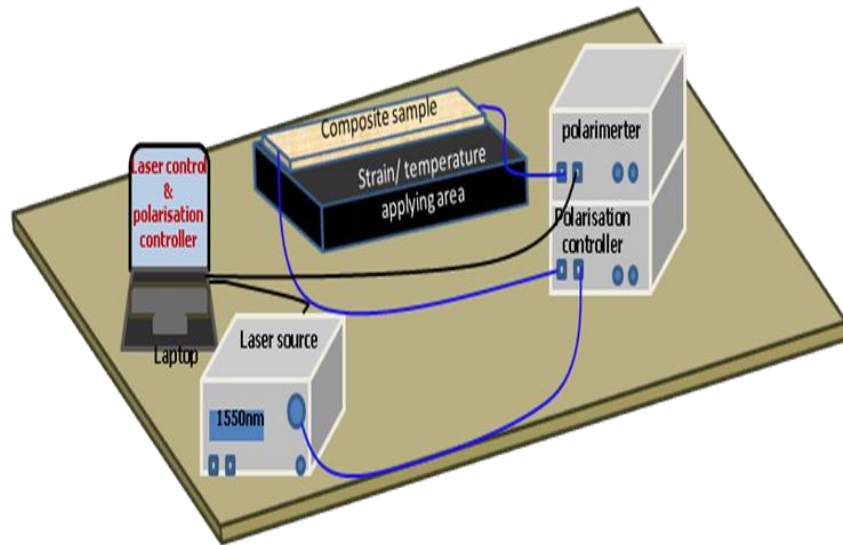 Composite sample
Strain/ temperature
applying area
polarimerter
Polarisation
controller
Laser control
&
polarisation
controller
Laptop
Laser source
1550nm